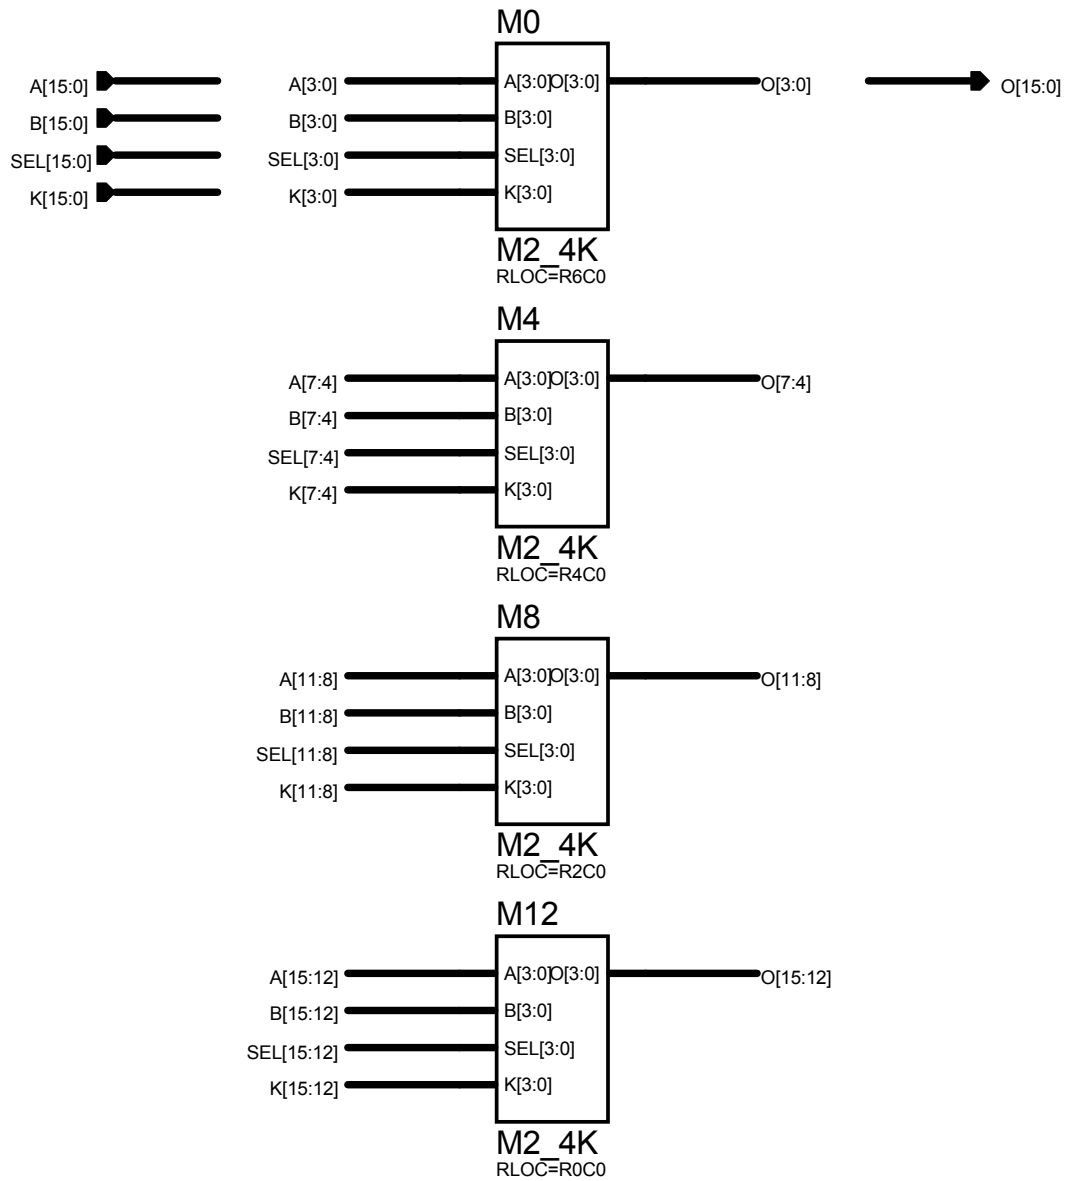 M0
A[15:0]
A[3:0]
A[3:0]
O[3:0]
O[3:0]
O[15:0]
B[15:0]
B[3:0]
B[3:0]
SEL[15:0]
SEL[3:0]
SEL[3:0]
K[15:0]
K[3:0]
K[3:0]
M2_4K
RLOC=R6C0
M4
A[7:4]
A[3:0]
O[3:0]
O[7:4]
B[7:4]
B[3:0]
SEL[7:4]
SEL[3:0]
K[7:4]
K[3:0]
M2_4K
RLOC=R4C0
M8
A[11:8]
A[3:0]
O[3:0]
O[11:8]
B[11:8]
B[3:0]
SEL[11:8]
SEL[3:0]
K[11:8]
K[3:0]
M2_4K
RLOC=R2C0
M12
A[15:12]
A[3:0]
O[3:0]
O[15:12]
B[15:12]
B[3:0]
SEL[15:12]
SEL[3:0]
K[15:12]
K[3:0]
M2_4K
RLOC=R0C0